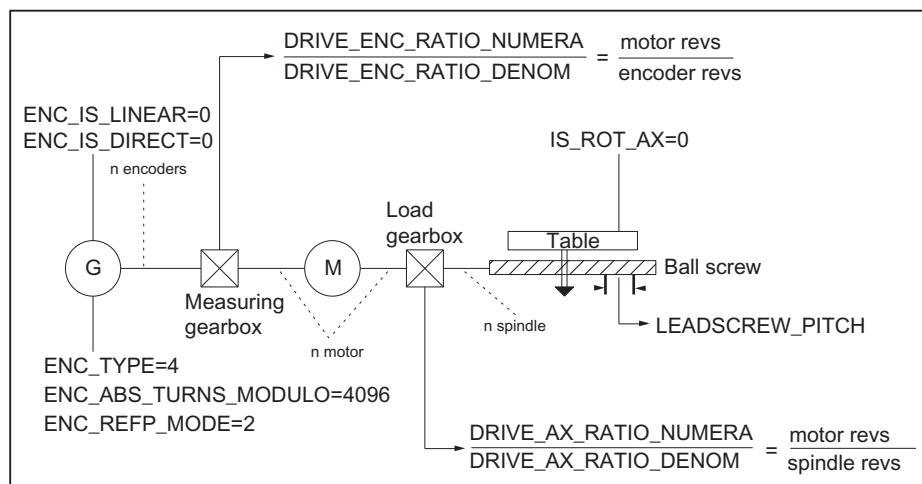 DRIVE_ENC_RATIO_NUMERA
DRIVE_ENC_RATIO_DENOM
=
motor revs
encoder revs
ENC_IS_LINEAR=0
ENC_IS_DIRECT=0
IS_ROT_AX=0
n encoders
Load
gearbox
Table
G
M
Ball screw
Measuring
gearbox
n spindle
LEADSCREW_PITCH
n motor
ENC_TYPE=4
ENC_ABS_TURNS_MODULO=4096
ENC_REFP_MODE=2
DRIVE_AX_RATIO_NUMERA
DRIVE_AX_RATIO_DENOM
=
motor revs
spindle revs